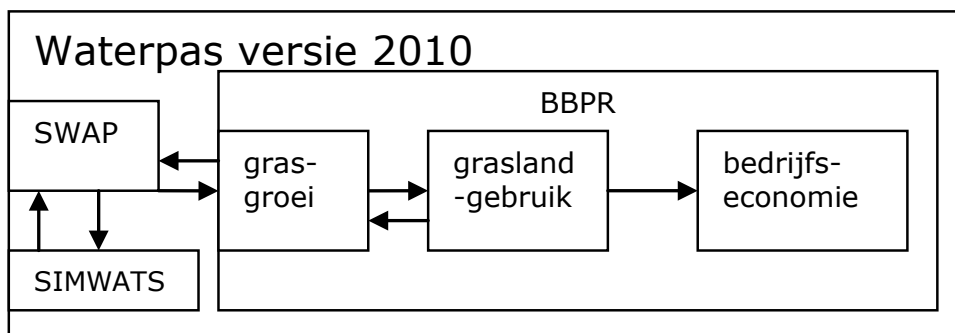 Waterpas versie 2010
BBPR
SWAP
gras-
groei
grasland
-gebruik
bedrijfs-
economie
SIMWATS